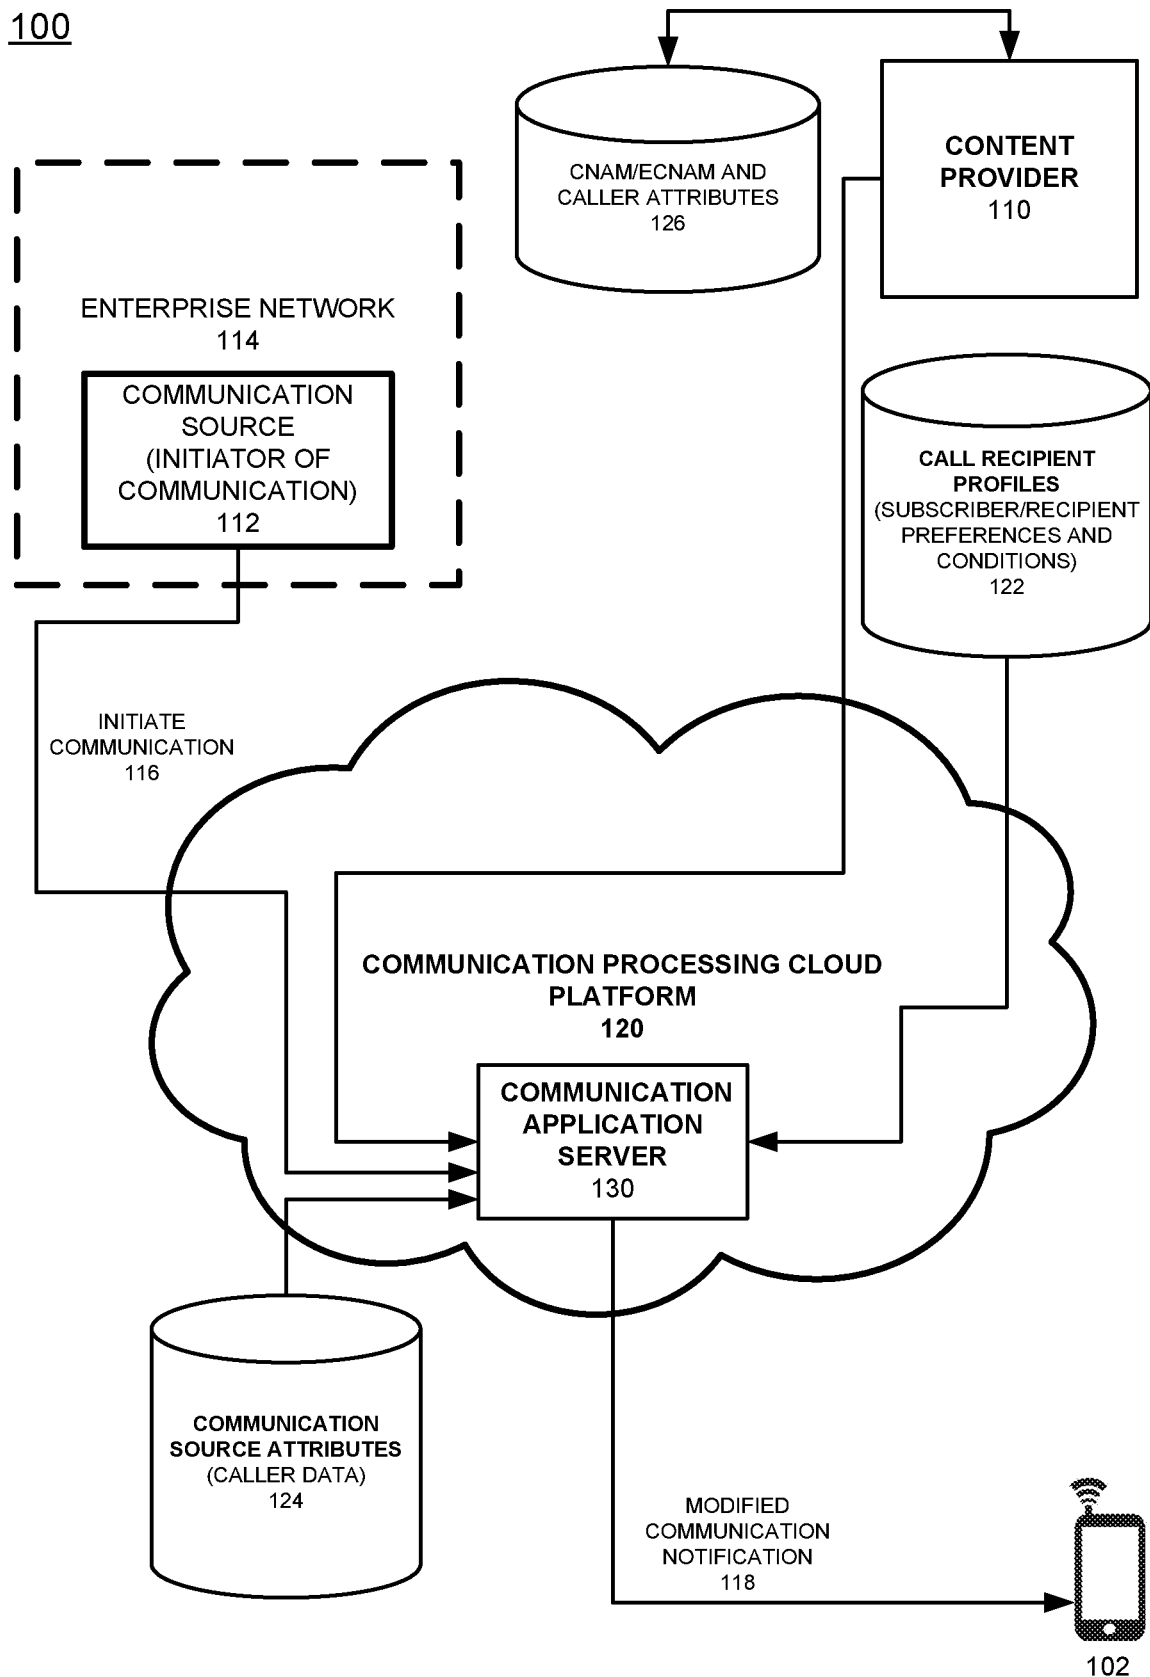 100
CNAM/ECNAM AND
CALLER ATTRIBUTES
126
CONTENT
PROVIDER
110
ENTERPRISE NETWORK
114
COMMUNICATION
SOURCE
(INITIATOR OF
COMMUNICATION)
112
CALL RECIPIENT
PROFILES
(SUBSCRIBER/RECIPIENT
PREFERENCES AND
CONDITIONS)
122
INITIATE
COMMUNICATION
116
COMMUNICATION PROCESSING CLOUD
PLATFORM
120
COMMUNICATION
APPLICATION
SERVER
130
COMMUNICATION
SOURCE ATTRIBUTES
(CALLER DATA)
124
MODIFIED
COMMUNICATION
NOTIFICATION
118
102